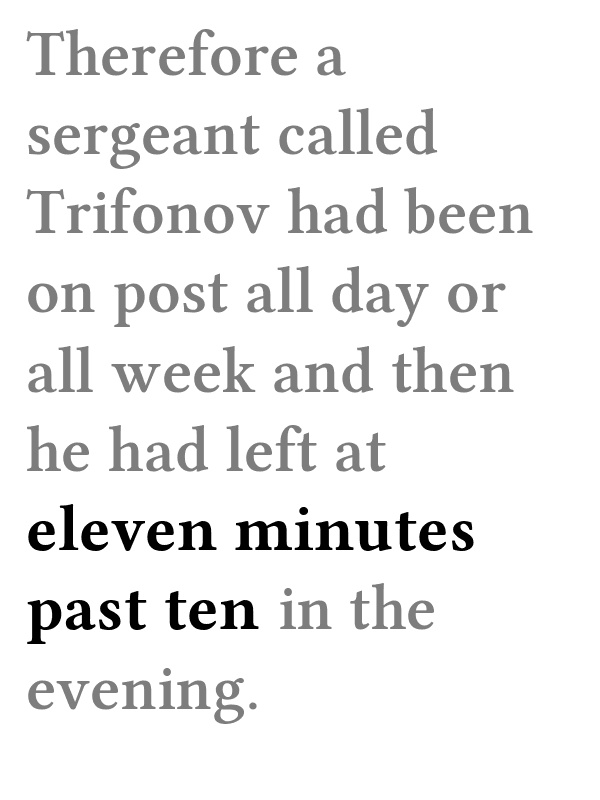 Therefore a
sergeant called
Trifonov had been
on post all day or
all week and then
he had left at
eleven minutes
past ten in the
evening.